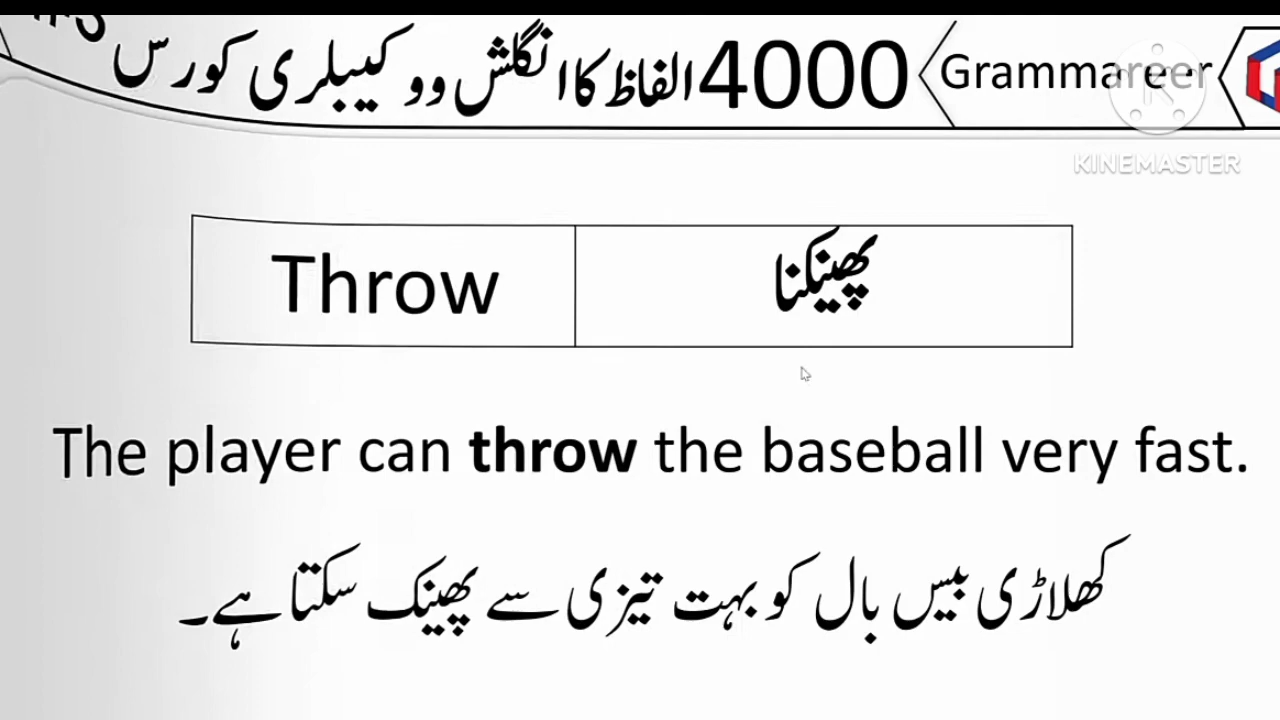 4000 الفاظ کا انگلش ووکیبلری کورس
Grammareer
KINEMASTER
Throw
پھینکنا
The player can throw the baseball very fast.
کھلاڑی بیس بال کو بہت تیزی سے پھینک سکتا ہے۔